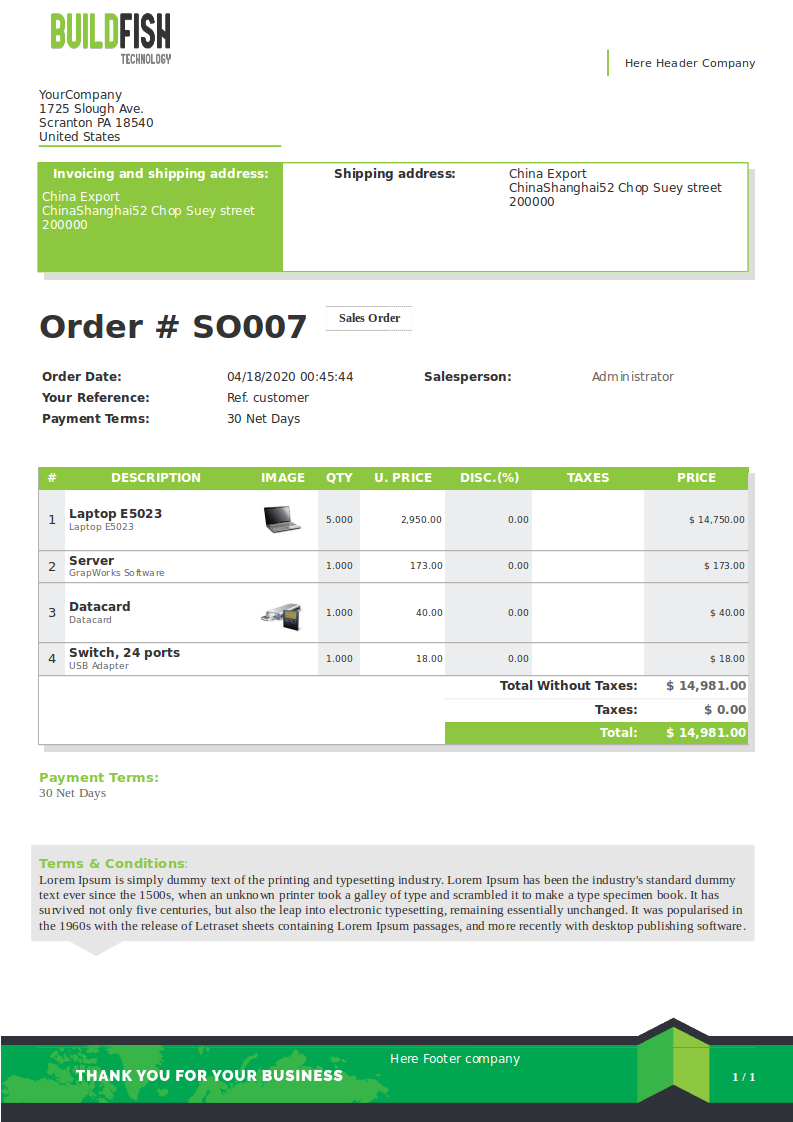 BUILDFISH
TECHNOLOGY
Here Header Company
YourCompany
1725 Slough Ave.
Scranton PA 18540
United States
Invoicing and shipping address:
China Export
ChinaShanghai52 Chop Suey street
200000
Shipping address:
China Export
ChinaShanghai52 Chop Suey street
200000
Order # SO007
Sales Order
Order Date: 04/18/2020 00:45:44 Salesperson: Administrator
Your Reference: Ref. customer
Payment Terms: 30 Net Days
# DESCRIPTION IMAGE QTY U. PRICE DISC.(%) TAXES PRICE
1 Laptop E5023 5.000 2,950.00 0.00 $ 14,750.00
Laptop E5023
2 Server 1.000 173.00 0.00 $ 173.00
GrapWorks Software
3 Datacard 1.000 40.00 0.00 $ 40.00
Datacard
4 Switch, 24 ports 1.000 18.00 0.00 $ 18.00
USB Adapter
Total Without Taxes: $ 14,981.00
Taxes: $ 0.00
Total: $ 14,981.00
Payment Terms:
30 Net Days
Terms & Conditions:
Lorem Ipsum is simply dummy text of the printing and typesetting industry. Lorem Ipsum has been the industry's standard dummy
text ever since the 1500s, when an unknown printer took a galley of type and scrambled it to make a type specimen book. It has
survived not only five centuries, but also the leap into electronic typesetting, remaining essentially unchanged. It was popularised in
the 1960s with the release of Letraset sheets containing Lorem Ipsum passages, and more recently with desktop publishing software.
Here Footer company
THANK YOU FOR YOUR BUSINESS
1 / 1